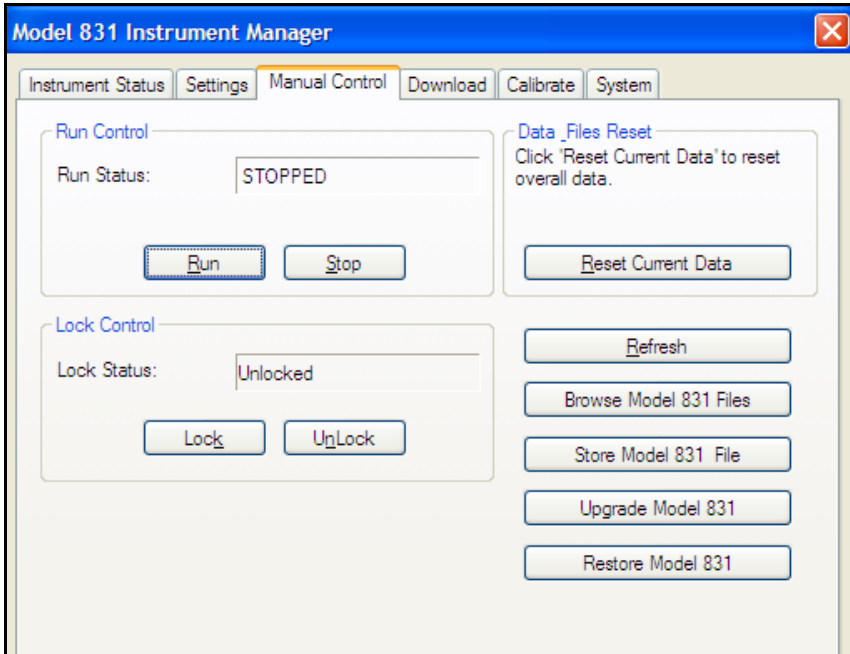 Model 831 Instrument Manager
Instrument Status Settings Manual Control Download Calibrate System
Run Control
Run Status: STOPPED
Run Stop
Data _Files Reset
Click "Reset Current Data' to reset
overall data.
Reset Current Data
Lock Control
Lock Status: Unlocked
Lock UnLock
Refresh
Browse Model 831 Files
Store Model 831  File
Upgrade Model 831
Restore Model 831